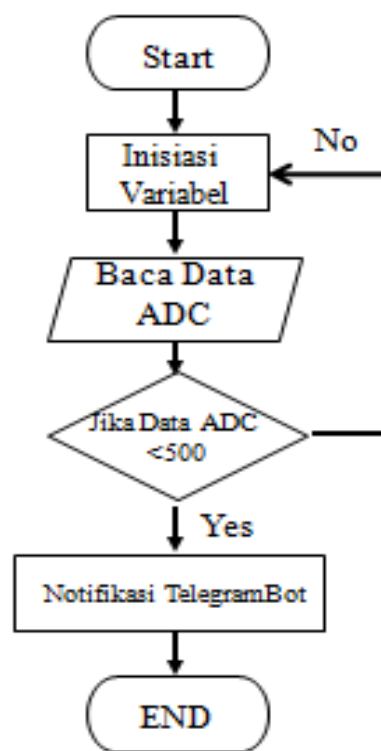 Start
No
Inisiasi
Variabel
Baca Data
ADC
Jika Data ADC
<500
Yes
Notifikasi TelegramBot
END